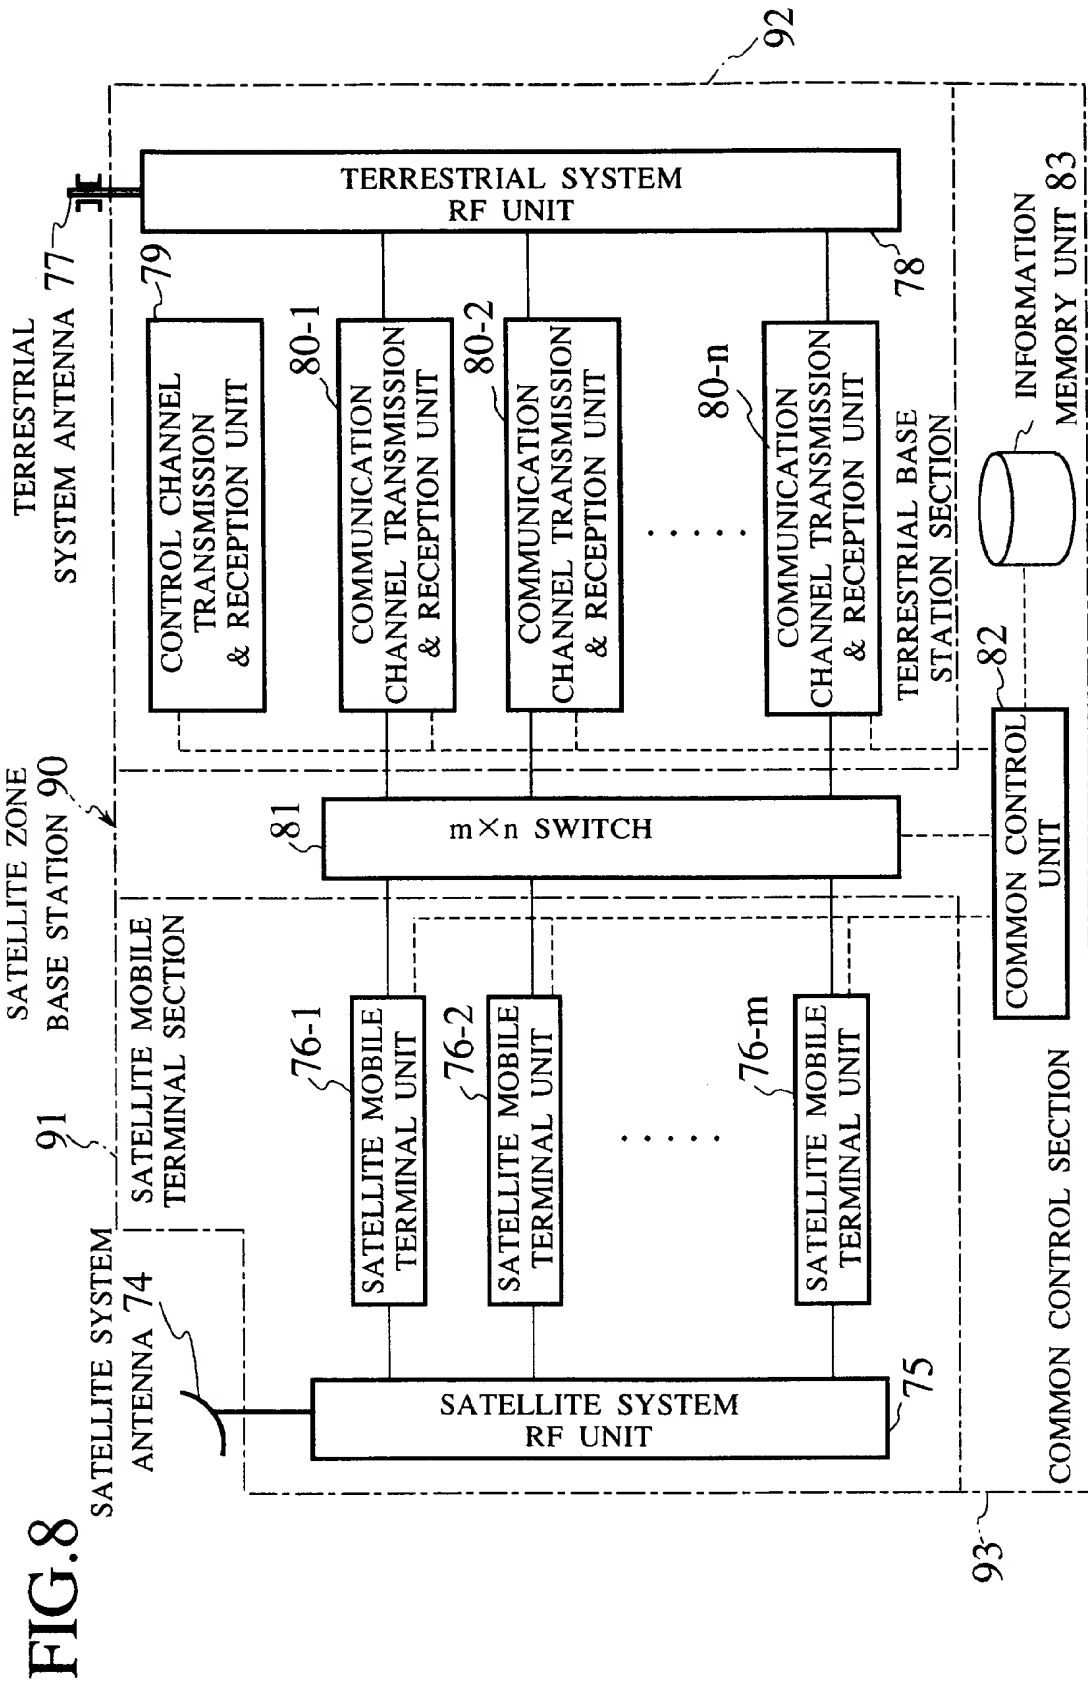 FIG.8
SATELLITE ZONE
BASE STATION 90
SATELLITE SYSTEM
ANTENNA 74
91
SATELLITE MOBILE
TERMINAL SECTION
TERRESTRIAL
SYSTEM ANTENNA 77
92
SATELLITE SYSTEM
RF UNIT
75
76-1
SATELLITE MOBILE
TERMINAL UNIT
76-2
SATELLITE MOBILE
TERMINAL UNIT
· · · · ·
76-m
SATELLITE MOBILE
TERMINAL UNIT
81
m×n SWITCH
79
CONTROL CHANNEL
TRANSMISSION
& RECEPTION UNIT
80-1
COMMUNICATION
CHANNEL TRANSMISSION
& RECEPTION UNIT
80-2
COMMUNICATION
CHANNEL TRANSMISSION
& RECEPTION UNIT
· · · · ·
80-n
COMMUNICATION
CHANNEL TRANSMISSION
& RECEPTION UNIT
TERRESTRIAL SYSTEM
RF UNIT
78
TERRESTRIAL BASE
STATION SECTION
93
COMMON CONTROL SECTION
82
COMMON CONTROL
UNIT
INFORMATION
MEMORY UNIT 83